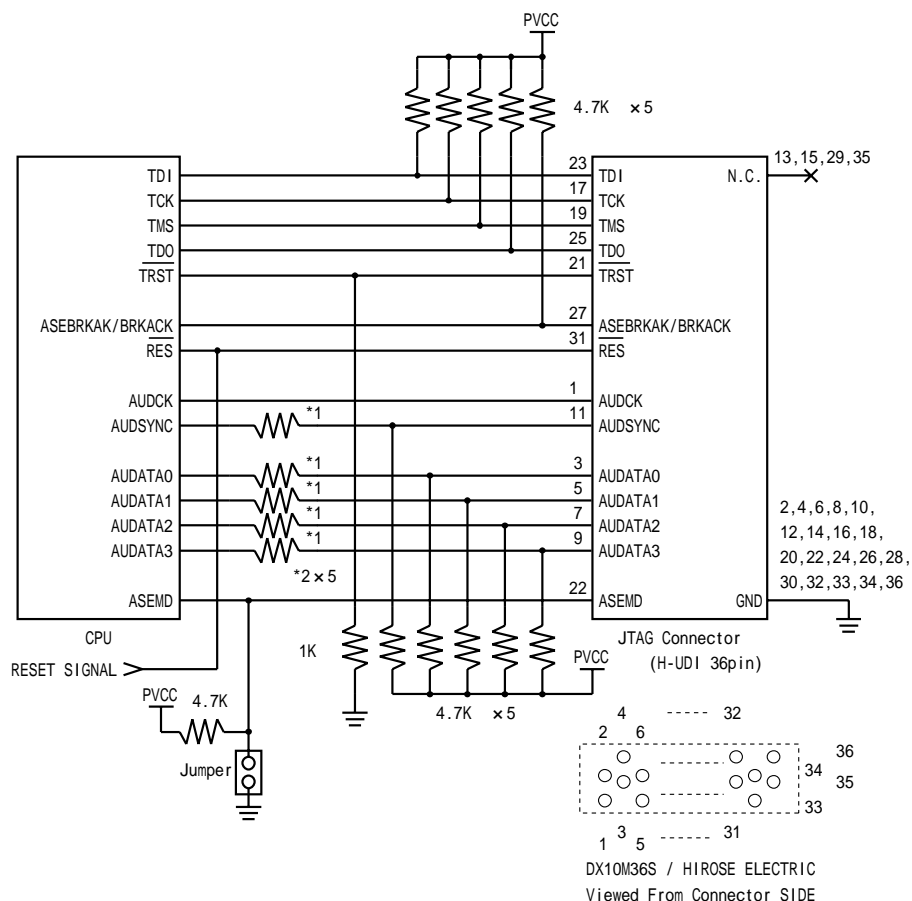 PVCC
4.7K ×5
13,15,29,35
TDI 23 TDI N.C.
TCK 17 TCK
TMS 19 TMS
TDO 25 TDO
TRST 21 TRST
ASEBRKAK/BRKACK 27 ASEBRKAK/BRKACK
RES 31 RES
AUDCK 1 AUDCK
AUDSYNC *1 11 AUDSYNC
AUDATA0 *1 3 AUDATA0
AUDATA1 *1 5 AUDATA1
AUDATA2 *1 7 AUDATA2
AUDATA3 *1 9 AUDATA3
*2×5
2,4,6,8,10,
12,14,16,18,
20,22,24,26,28,
30,32,33,34,36
ASEMD 22 ASEMD GND
CPU
JTAG Connector
(H-UDI 36pin)
RESET SIGNAL
1K
PVCC
4.7K ×5
PVCC
4.7K
Jumper
4 ----- 32
2 6
36
34
35
33
3 ------ 31
1 5
DX10M36S / HIROSE ELECTRIC
Viewed From Connector SIDE